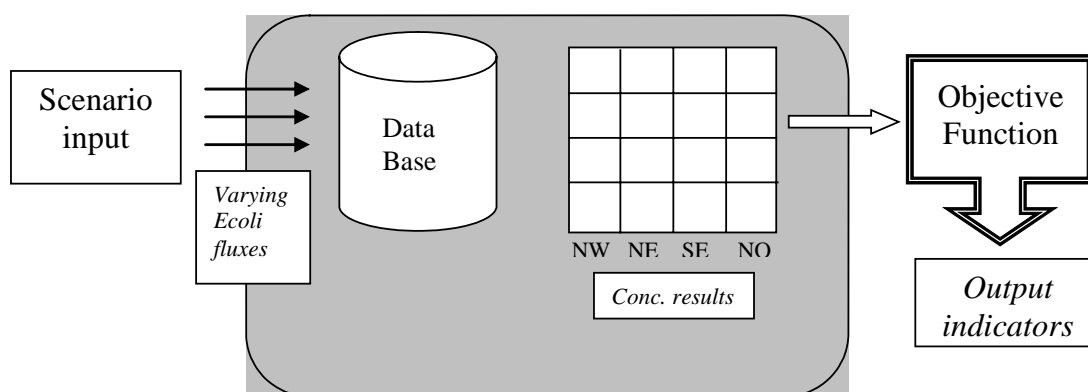 Scenario
input
Varying
Ecoli
fluxes
Data
Base
NW NE SE NO
Conc. results
Objective
Function
Output
indicators